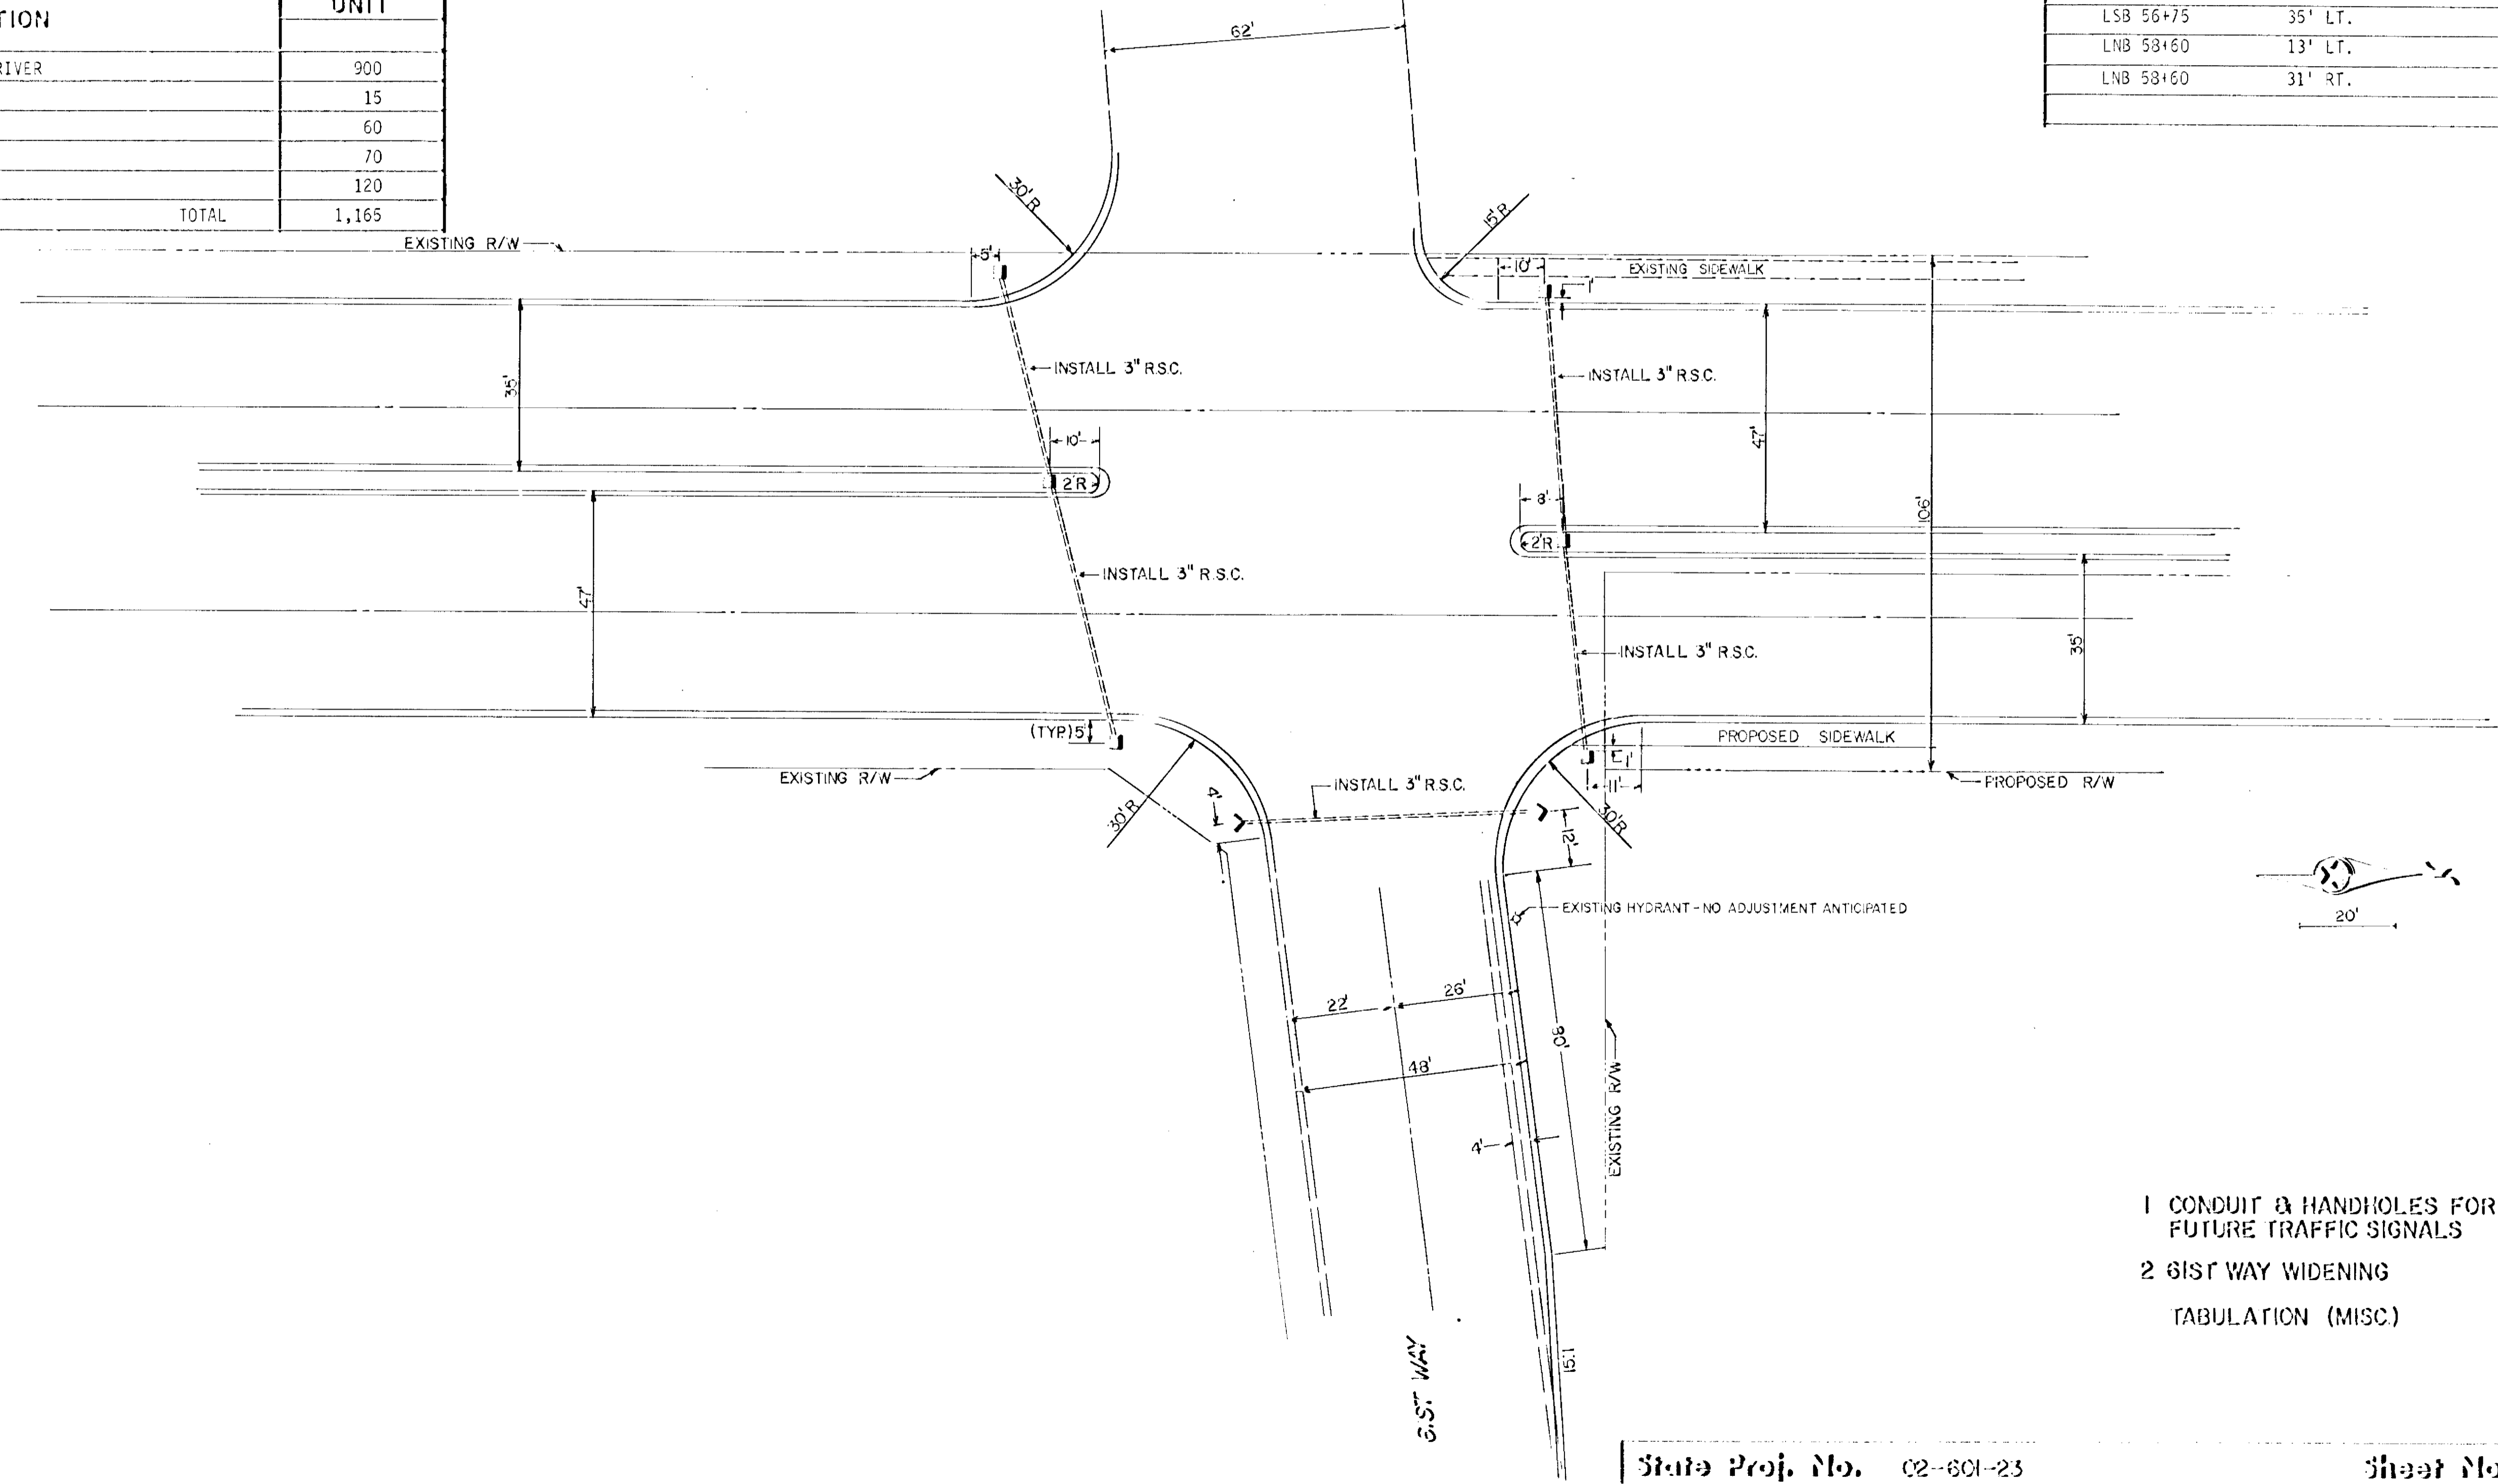 TION
UNIT
RIVER 900
15
60
70
120
TOTAL 1,165
LSB 56+75 35' LT.
LNB 58+60 13' LT.
LNB 58+60 31' RT.
62'
30' R
15' R
EXISTING R/W
5'
10'
EXISTING SIDEWALK
1'
35'
INSTALL 3" R.S.C.
INSTALL 3" R.S.C.
47'
10'
2'R
8'
2'R
106'
47'
INSTALL 3" R.S.C.
INSTALL 3" R.S.C.
35'
(TYP.) 5'
PROPOSED SIDEWALK
1'
EXISTING R/W
INSTALL 3" R.S.C.
11'
PROPOSED R/W
4'
30' R
30'R
12'
EXISTING HYDRANT - NO ADJUSTMENT ANTICIPATED
20'
22'
26'
80'
48'
4'
EXISTING R/W
1 CONDUIT & HANDHOLES FOR
FUTURE TRAFFIC SIGNALS
2 61ST WAY WIDENING
TABULATION (MISC.)
15:1
61ST WAY
State Proj. No. 02-601-23
Sheet No